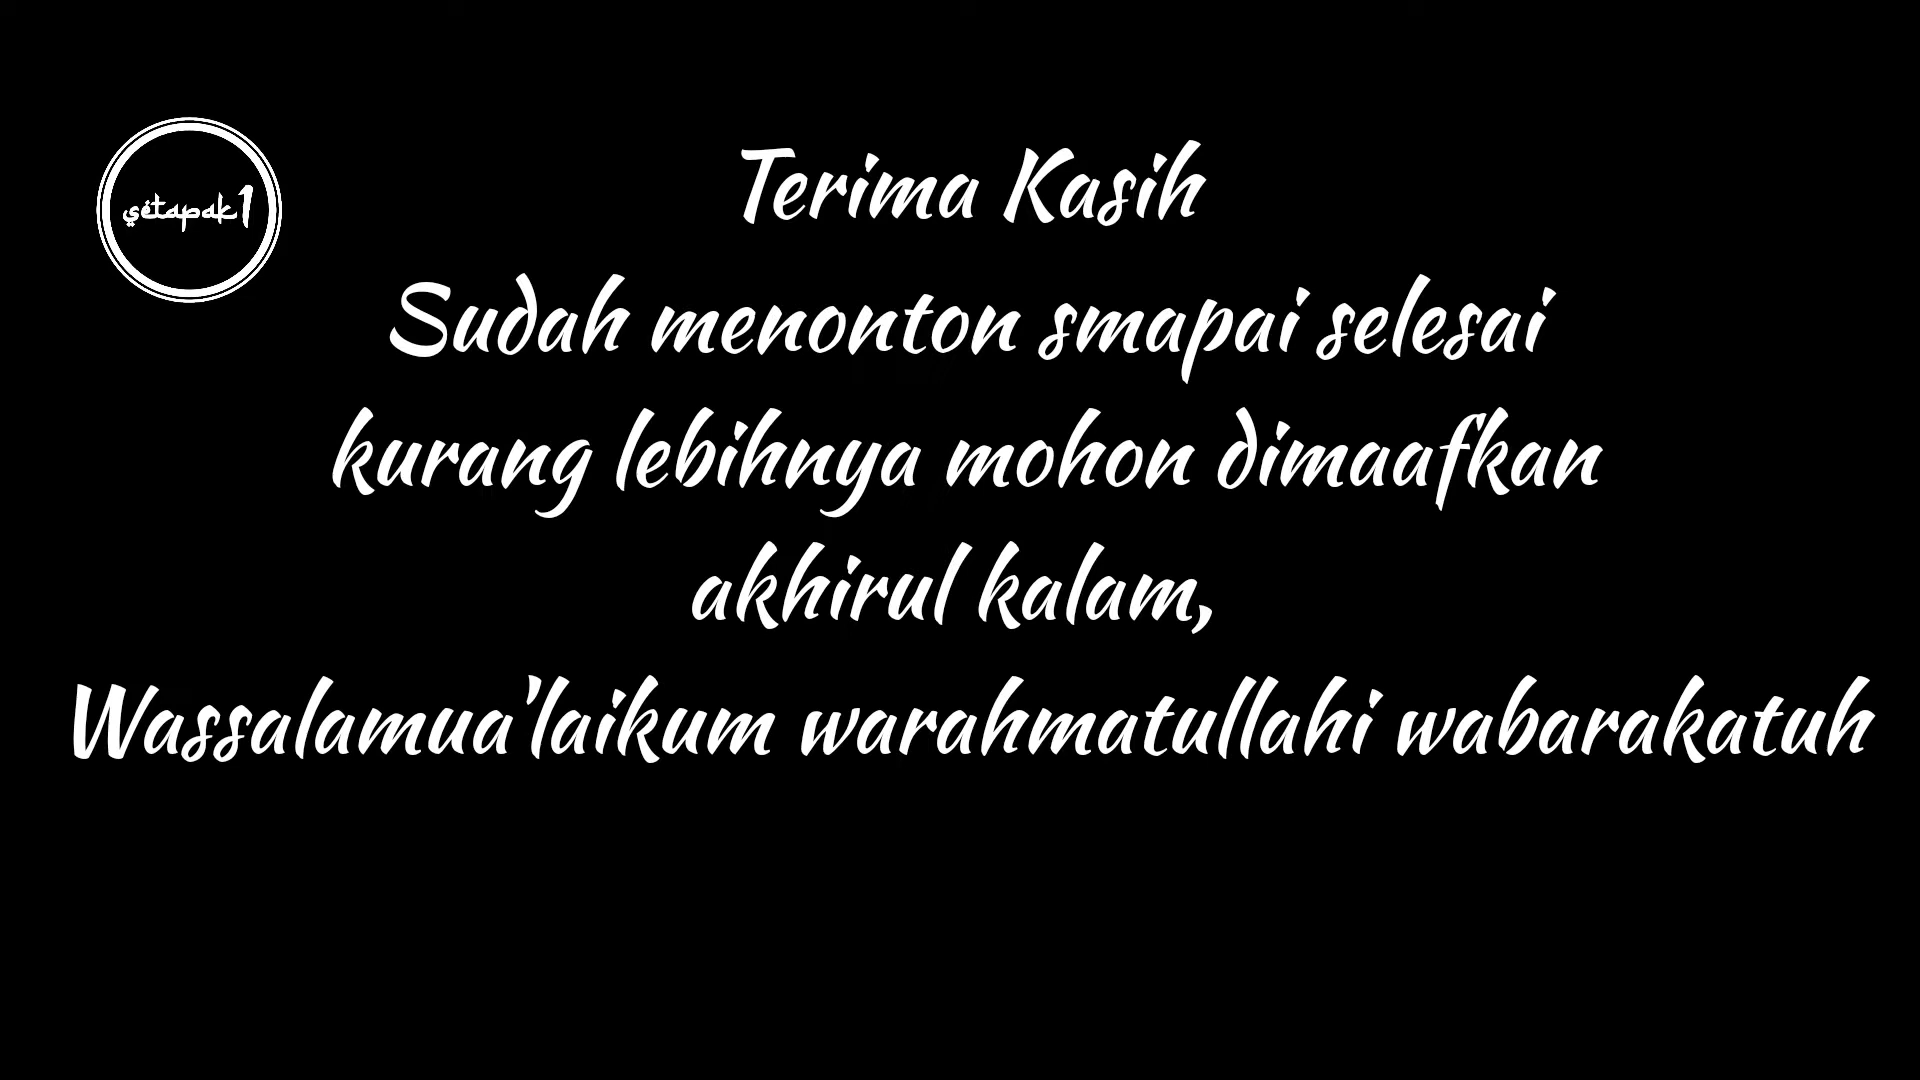 setapak1
Terima Kasih
Sudah menonton smapai selesai
kurang lebihnya mohon dimaafkan
akhirul kalam,
Wassalamua'laikum warahmatullahi wabarakatuh